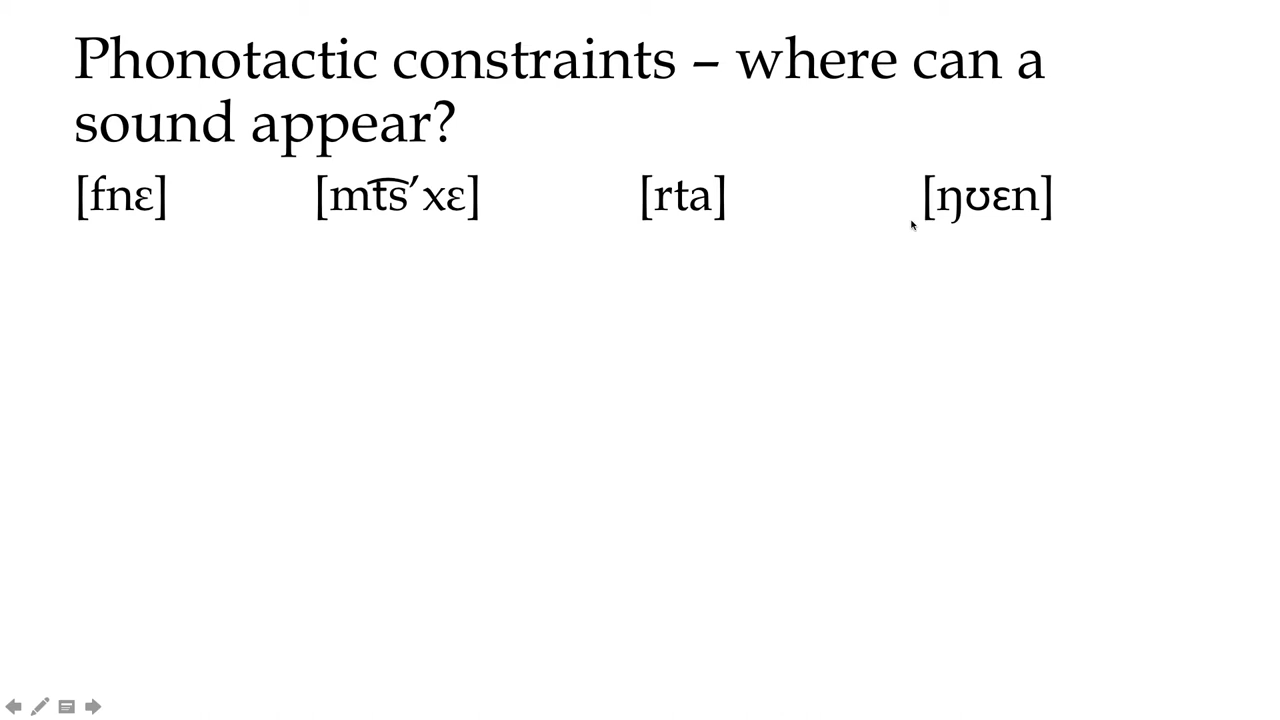 Phonotactic constraints – where can a
sound appear?
[fnɛ] [mt͡s’xɛ] [rta] [ŋʊɛn]